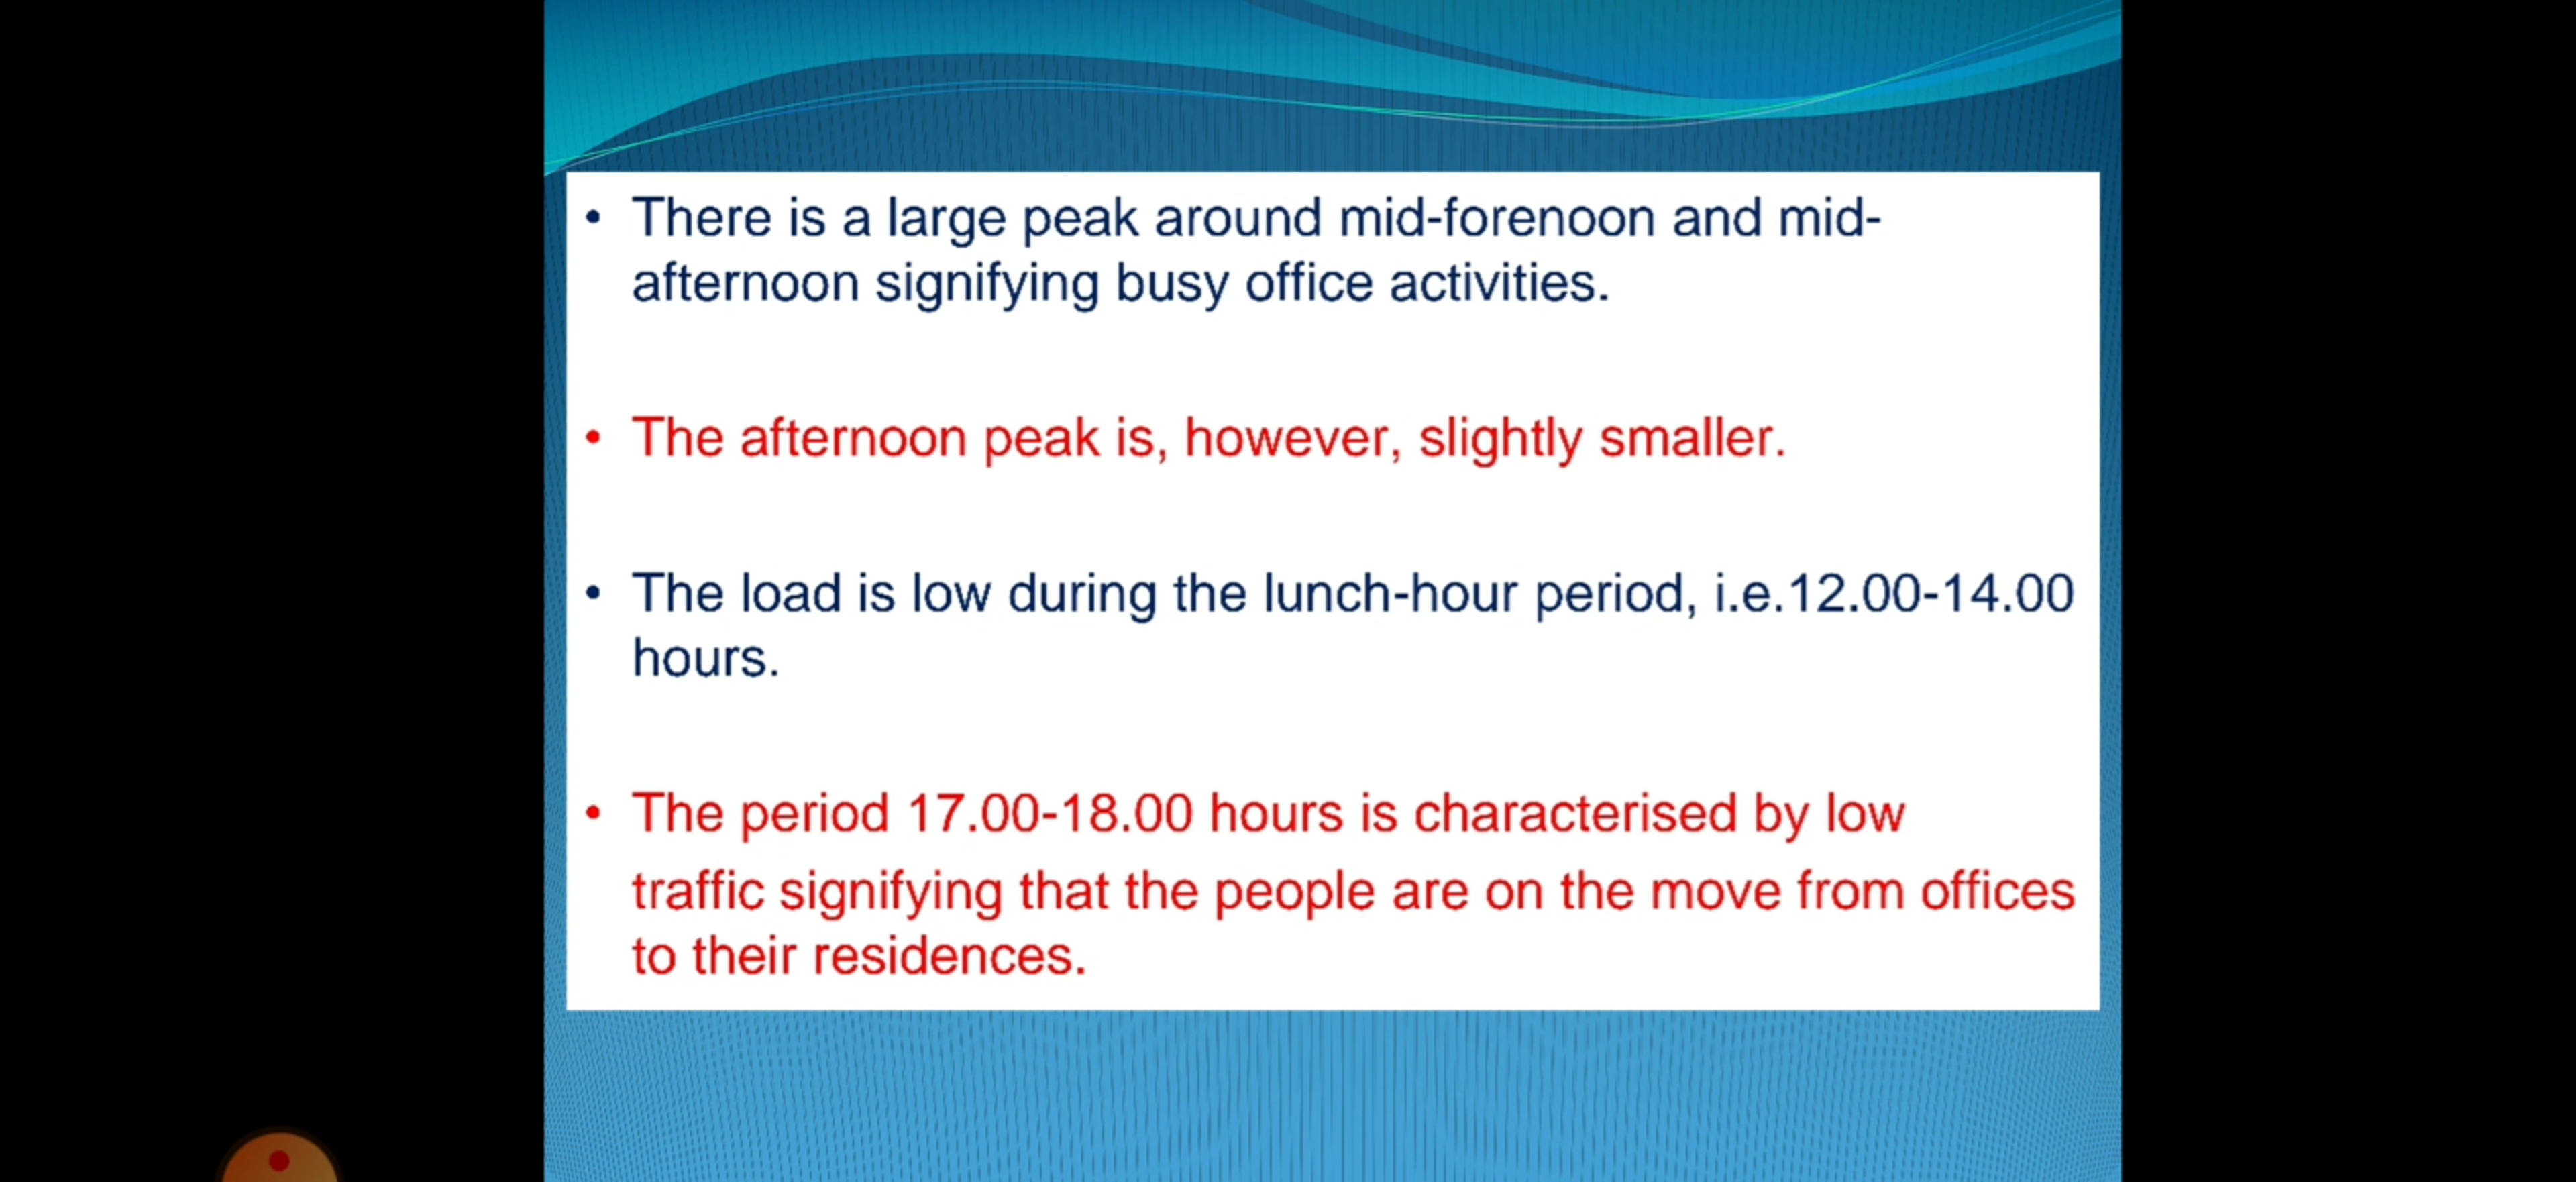 • There is a large peak around mid-forenoon and mid-
afternoon signifying busy office activities.
• The afternoon peak is, however, slightly smaller.
• The load is low during the lunch-hour period, i.e.12.00-14.00
hours.
• The period 17.00-18.00 hours is characterised by low
traffic signifying that the people are on the move from offices
to their residences.